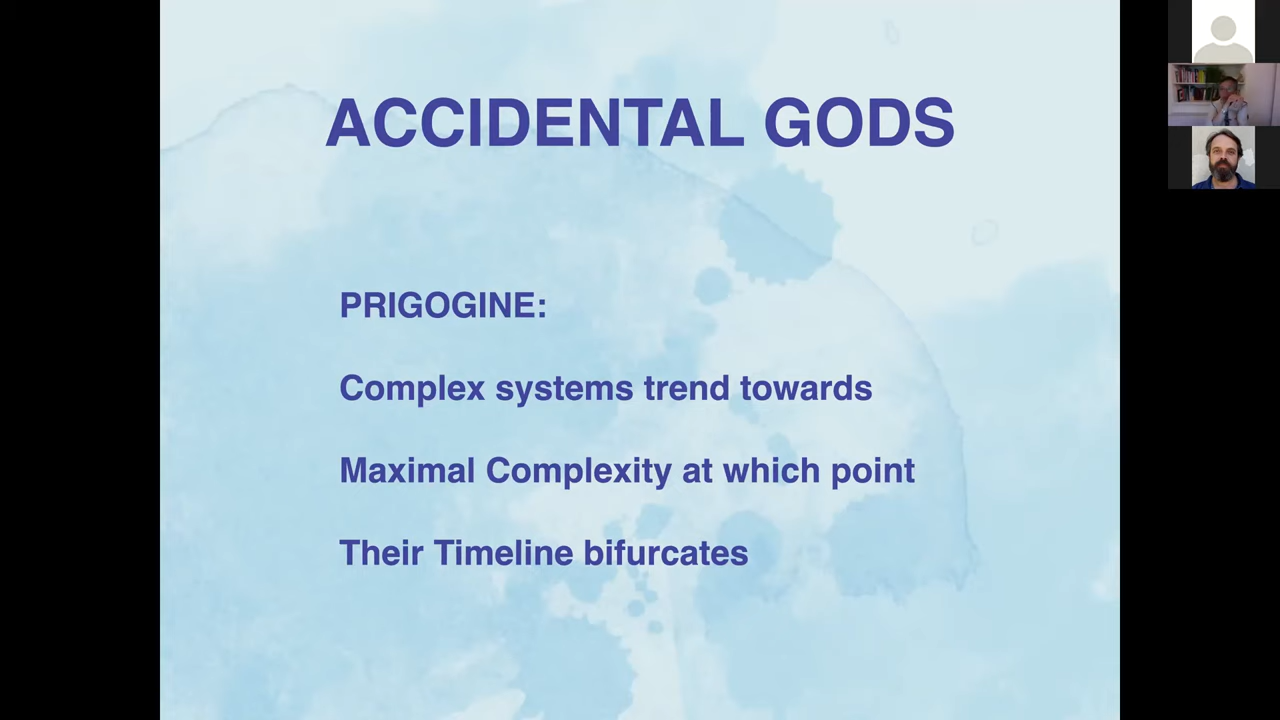 ACCIDENTAL GODS
PRIGOGINE:
Complex systems trend towards
Maximal Complexity at which point
Their Timeline bifurcates